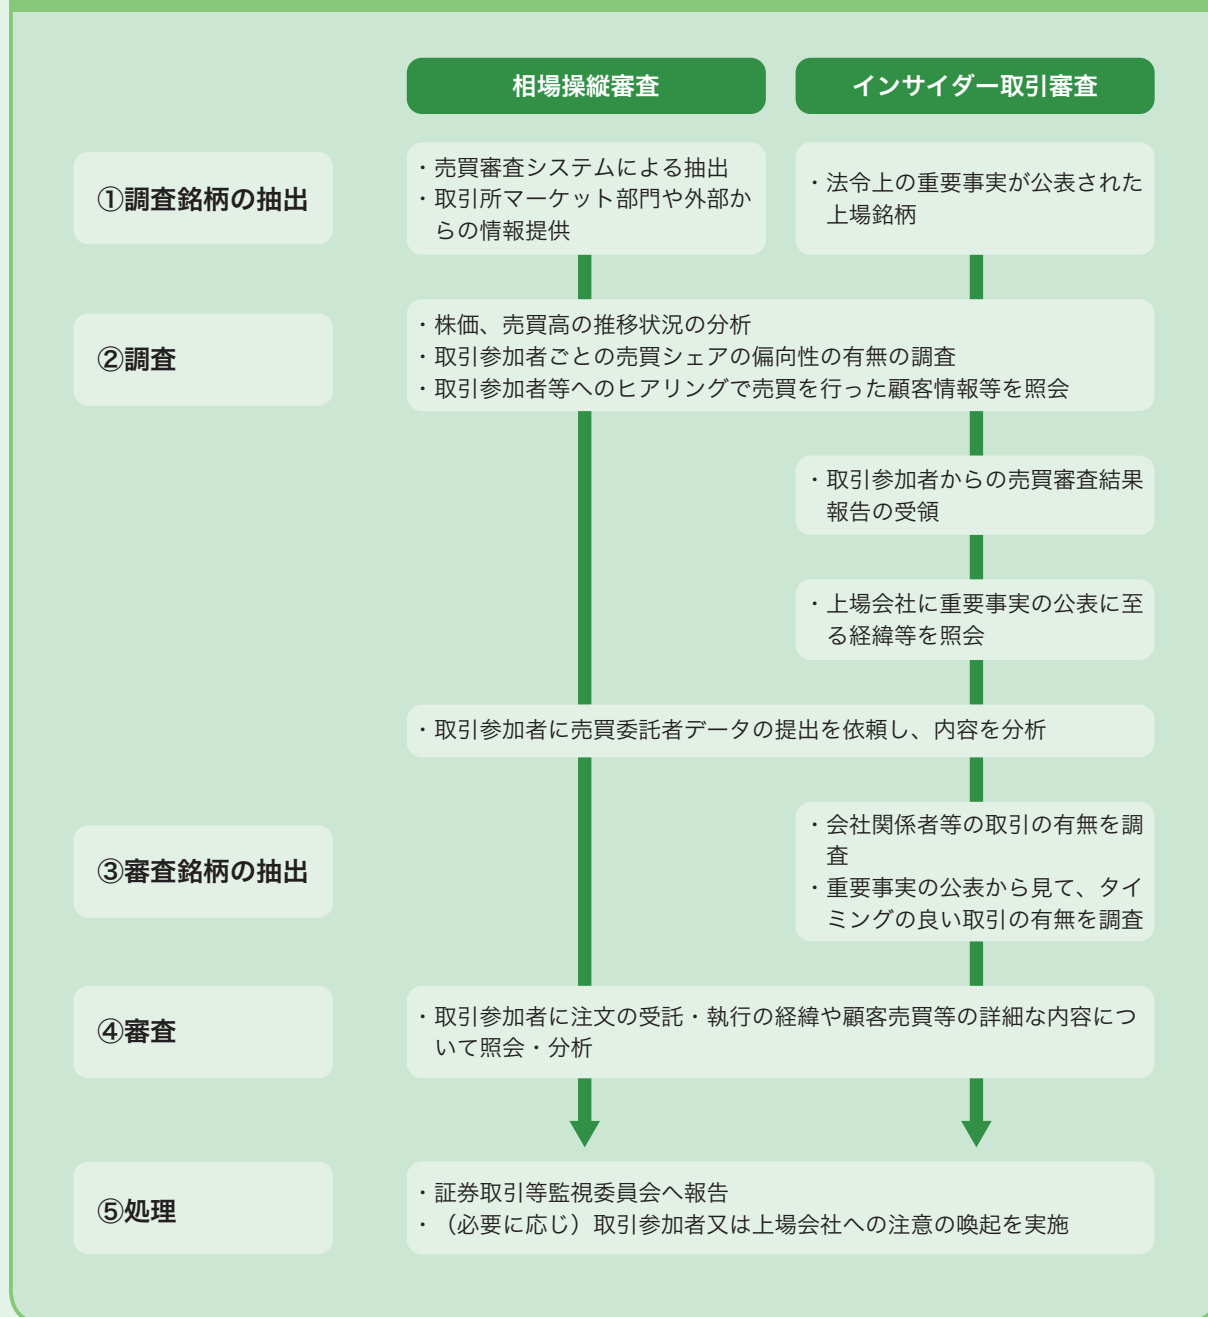 相場操縦審査
インサイダー取引審査
①調査銘柄の抽出
・売買審査システムによる抽出
・取引所マーケット部門や外部か
らの情報提供
・法令上の重要事実が公表された
上場銘柄
②調査
・株価、売買高の推移状況の分析
・取引参加者ごとの売買シェアの偏向性の有無の調査
・取引参加者等へのヒアリングで売買を行った顧客情報等を照会
・取引参加者からの売買審査結果
報告の受領
・上場会社に重要事実の公表に至
る経緯等を照会
・取引参加者に売買委託者データの提出を依頼し、内容を分析
③審査銘柄の抽出
・会社関係者等の取引の有無を調
査
・重要事実の公表から見て、タイ
ミングの良い取引の有無を調査
④審査
・取引参加者に注文の受託・執行の経緯や顧客売買等の詳細な内容につ
いて照会・分析
⑤処理
・証券取引等監視委員会へ報告
・（必要に応じ）取引参加者又は上場会社への注意の喚起を実施